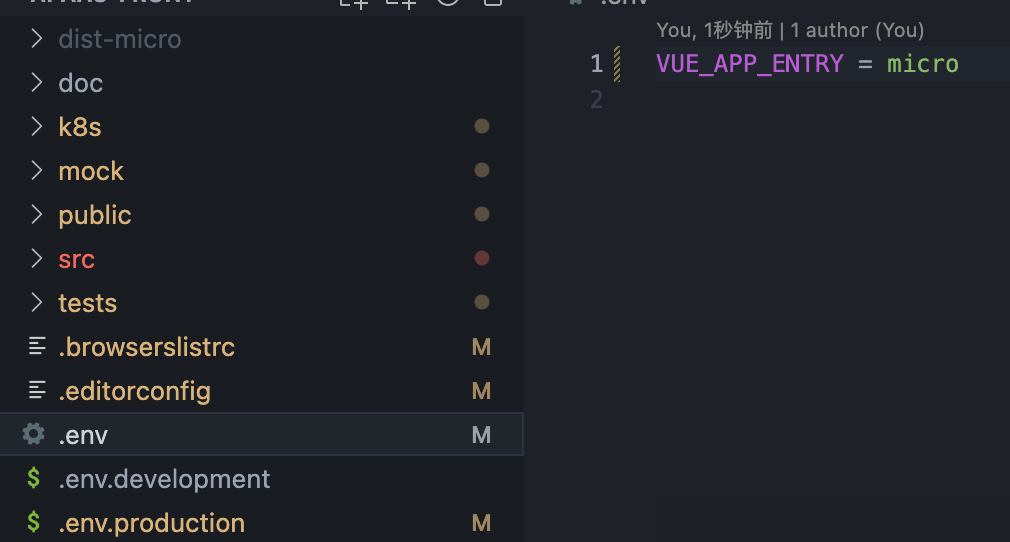 dist-micro
doc
k8s
mock
public
src
tests
.browserslistrc M
.editorconfig M
.env M
.env.development
.env.production M
.env
You, 1秒钟前 | 1 author (You)
1 VUE_APP_ENTRY = micro
2